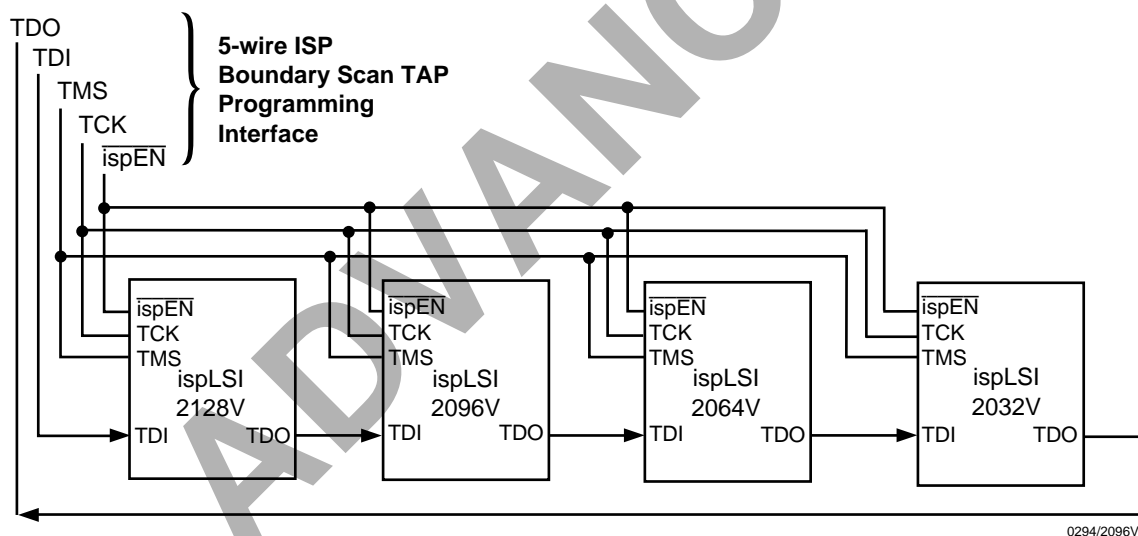 TDO
TDI
TMS
TCK
ispEN
5-wire ISP
Boundary Scan TAP
Programming
Interface
ispEN
TCK
TMS
ispLSI
2128V
TDI
TDO
ispEN
TCK
TMS
ispLSI
2096V
TDI
TDO
ispEN
TCK
TMS
ispLSI
2064V
TDI
TDO
ispEN
TCK
TMS
ispLSI
2032V
TDI
TDO
0294/2096V
ADVANC